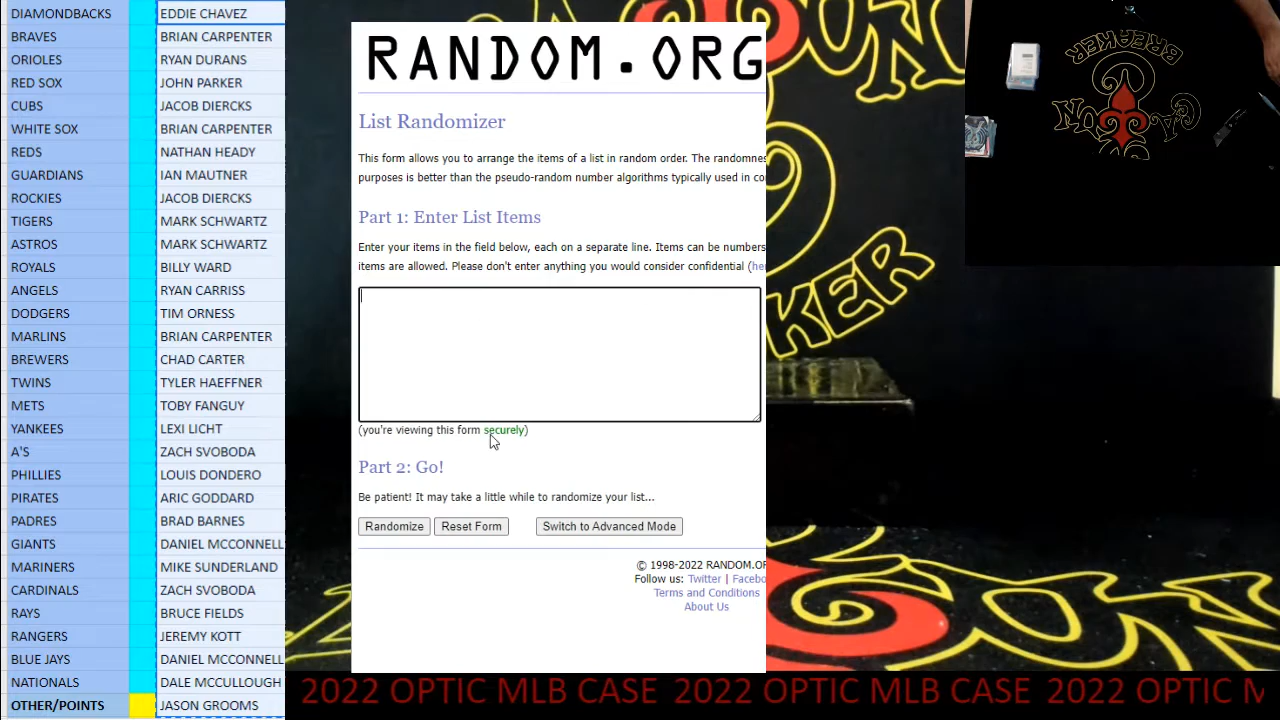 DIAMONDBACKS EDDIE CHAVEZ
BRAVES BRIAN CARPENTER
ORIOLES RYAN DURANS
RED SOX JOHN PARKER
CUBS JACOB DIERCKS
WHITE SOX BRIAN CARPENTER
REDS NATHAN HEADY
GUARDIANS IAN MAUTNER
ROCKIES JACOB DIERCKS
TIGERS MARK SCHWARTZ
ASTROS MARK SCHWARTZ
ROYALS BILLY WARD
ANGELS RYAN CARRISS
DODGERS TIM ORNESS
MARLINS BRIAN CARPENTER
BREWERS CHAD CARTER
TWINS TYLER HAEFFNER
METS TOBY FANGUY
YANKEES LEXI LICHT
A'S ZACH SVOBODA
PHILLIES LOUIS DONDERO
PIRATES ARIC GODDARD
PADRES BRAD BARNES
GIANTS DANIEL MCCONNELL
MARINERS MIKE SUNDERLAND
CARDINALS ZACH SVOBODA
RAYS BRUCE FIELDS
RANGERS JEREMY KOTT
BLUE JAYS DANIEL MCCONNELL
NATIONALS DALE MCCULLOUGH
OTHER/POINTS JASON GROOMS
RANDOM.ORG
List Randomizer
This form allows you to arrange the items of a list in random order. The randomnes
purposes is better than the pseudo-random number algorithms typically used in co
Part 1: Enter List Items
Enter your items in the field below, each on a separate line. Items can be numbers
items are allowed. Please don't enter anything you would consider confidential (he
(you're viewing this form securely)
Part 2: Go!
Be patient! It may take a little while to randomize your list...
Randomize Reset Form Switch to Advanced Mode
© 1998-2022 RANDOM.OR
Follow us: Twitter | Facebo
Terms and Conditions
About Us
BREAKER
KER
2022 OPTIC MLB CASE 2022 OPTIC MLB CASE 2022 OPTIC M